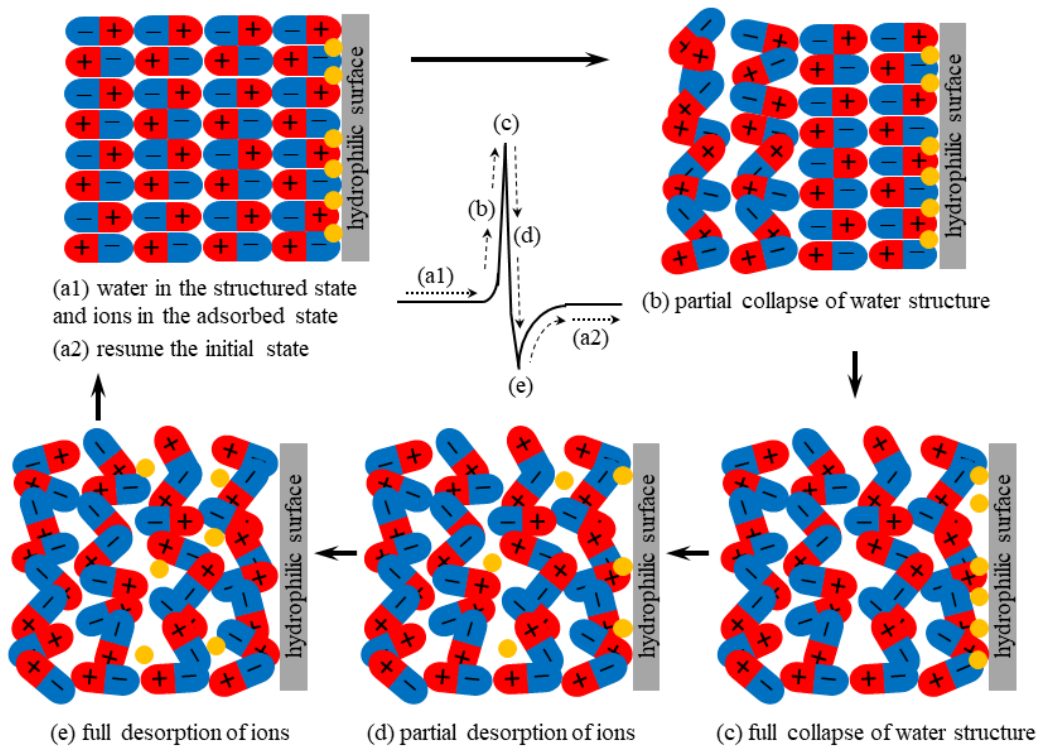 hydrophilic surface
(a1) water in the structured state
and ions in the adsorbed state
(a2) resume the initial state
(c)
(b)
(d)
(a1)
(a2)
(e)
hydrophilic surface
(b) partial collapse of water structure
hydrophilic surface
(e) full desorption of ions
hydrophilic surface
(d) partial desorption of ions
hydrophilic surface
(c) full collapse of water structure